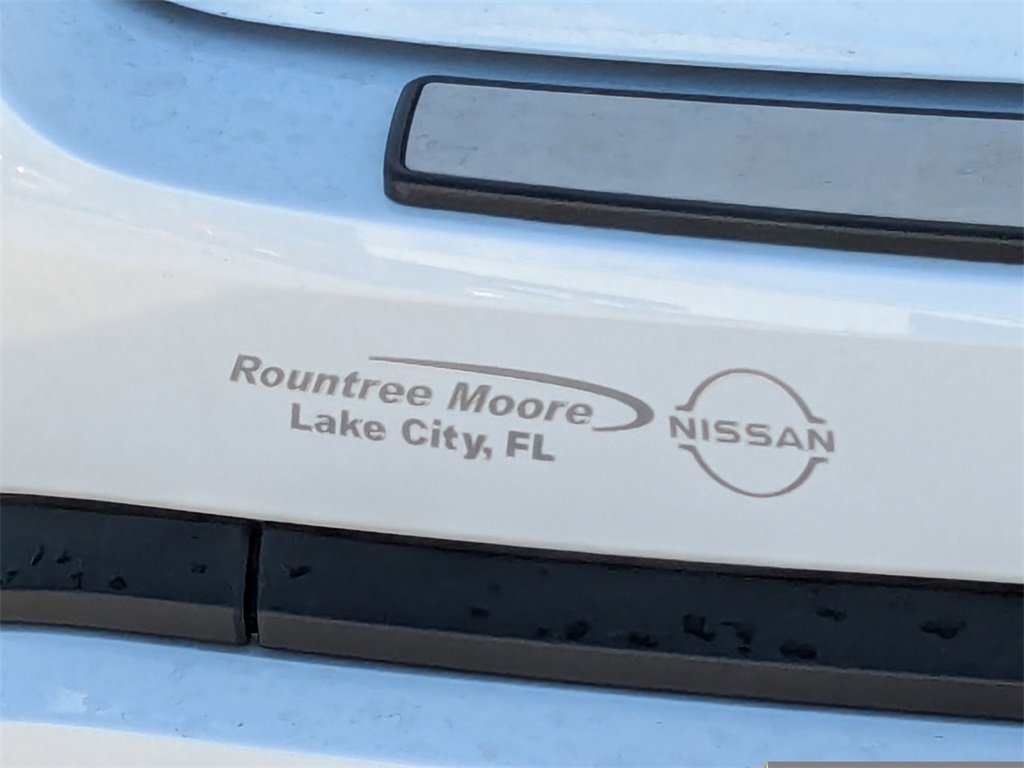 Rountree Moore
Lake City, FL
NISSAN